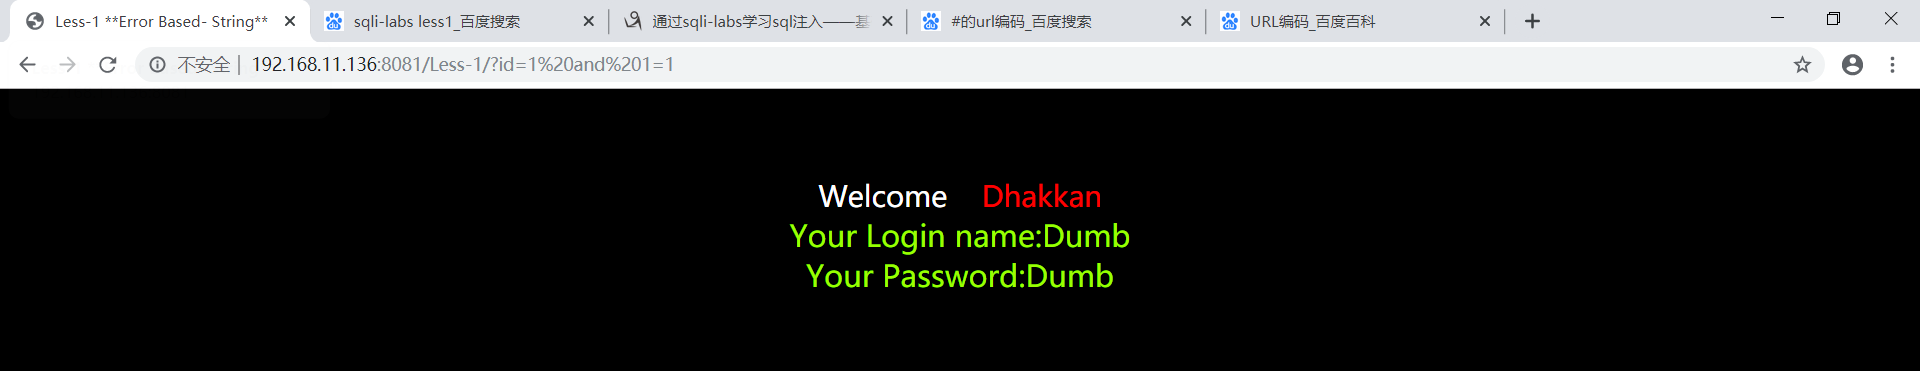 Less-1 **Error Based- String**
sqli-labs less1_百度搜索
通过sqli-labs学习sql注入——基
#的url编码_百度搜索
URL编码_百度百科
不安全 | 192.168.11.136:8081/Less-1/?id=1%20and%201=1
Welcome Dhakkan
Your Login name:Dumb
Your Password:Dumb